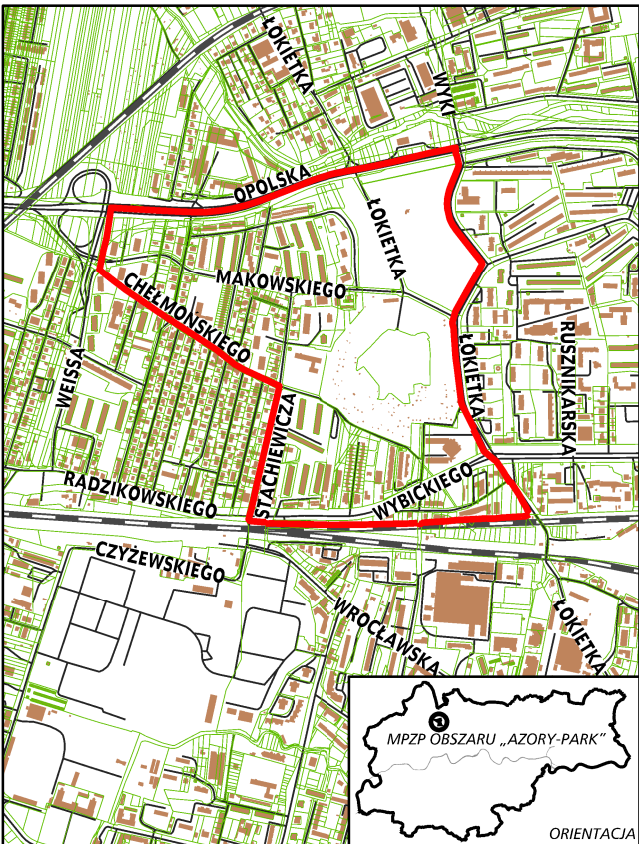 ŁOKIETKA
WYKI
OPOLSKA
ŁOKIETKA
MAKOWSKIEGO
CHEŁMOŃSKIEGO
WEISSA
ŁOKIETKA
RUSZNIKARSKA
STACHIEWICZA
RADZIKOWSKIEGO
WYBICKIEGO
CZYŻEWSKIEGO
WROCŁAWSKA
ŁOKIETKA
MPZP OBSZARU „AZORY-PARK”
ORIENTACJA